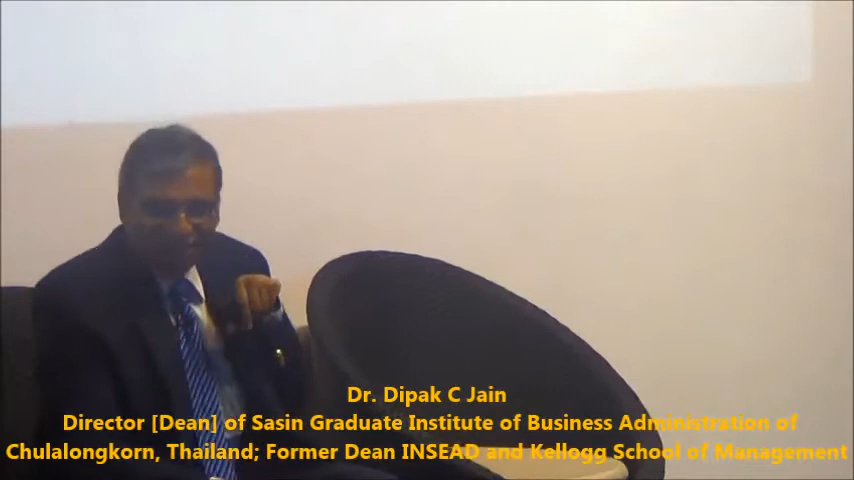 Dr. Dipak C Jain
Director [Dean] of Sasin Graduate Institute of Business Administration of
Chulalongkorn, Thailand; Former Dean INSEAD and Kellogg School of Management